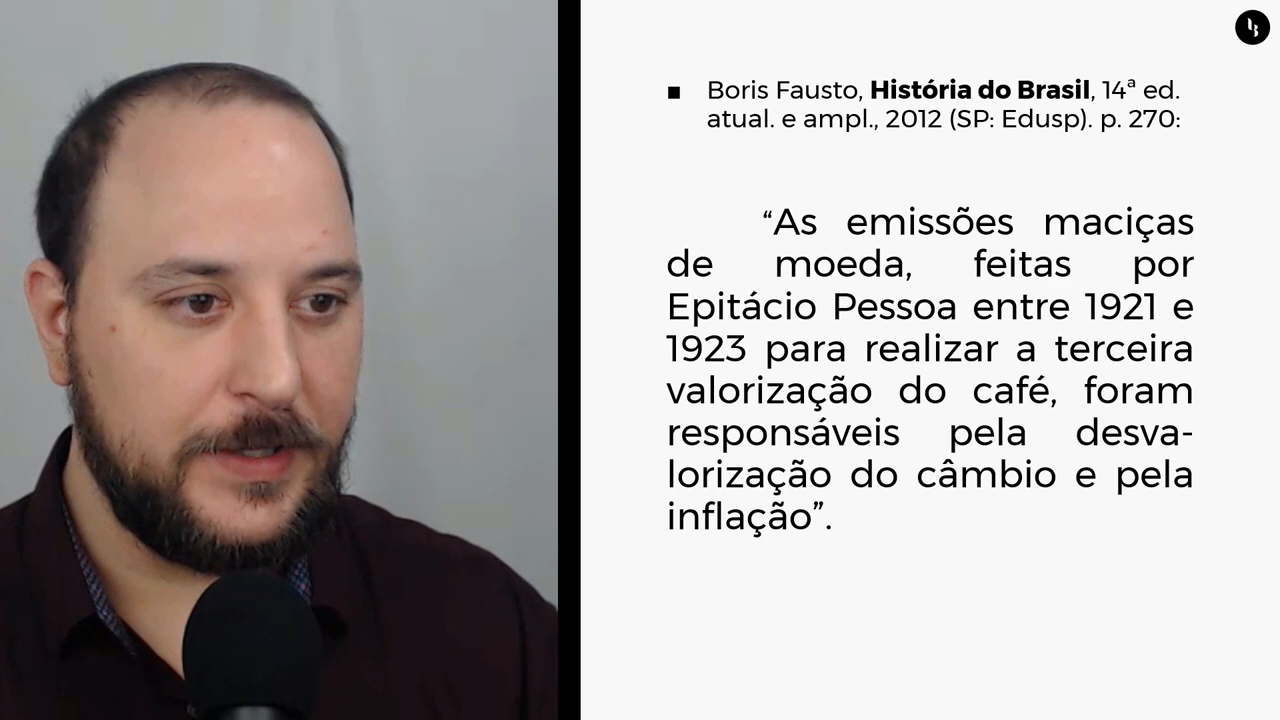 ▪ Boris Fausto, História do Brasil, 14ª ed.
atual. e ampl., 2012 (SP: Edusp). p. 270:
“As emissões maciças
de moeda, feitas por
Epitácio Pessoa entre 1921 e
1923 para realizar a terceira
valorização do café, foram
responsáveis pela desva-
lorização do câmbio e pela
inflação”.